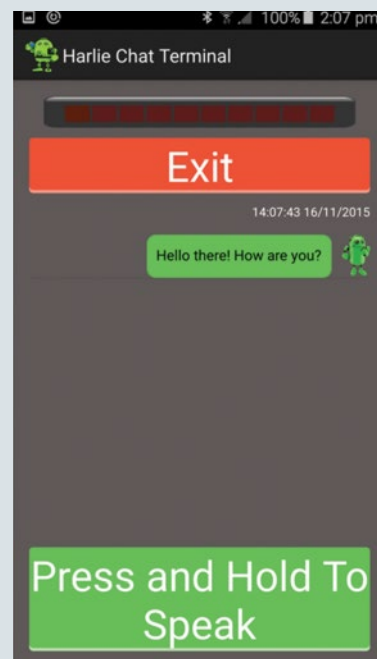 100% 2:07 pm
Harlie Chat Terminal
Exit
14:07:43 16/11/2015
Hello there! How are you?
Press and Hold To
Speak